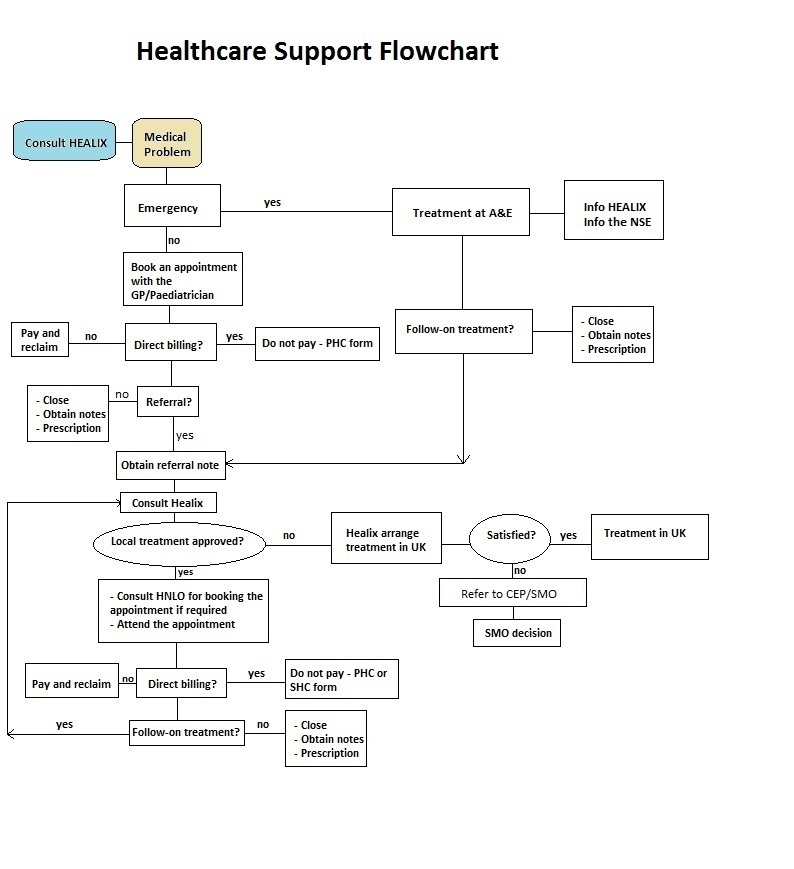 Healthcare Support Flowchart
Consult HEALIX
Medical
Problem
Emergency
yes
Treatment at A&E
Info HEALIX
Info the NSE
no
Book an appointment
with the
GP/Paediatrician
Pay and
reclaim
no
Direct billing?
yes
Do not pay - PHC form
Follow-on treatment?
- Close
- Obtain notes
- Prescription
- Close
- Obtain notes
- Prescription
no
Referral?
yes
Obtain referral note
Consult Healix
Local treatment approved?
no
Healix arrange
treatment in UK
Satisfied?
yes
Treatment in UK
no
Refer to CEP/SMO
SMO decision
yes
- Consult HNLO for booking the
appointment if required
- Attend the appointment
Pay and reclaim
no
Direct billing?
yes
Do not pay - PHC or
SHC form
yes
Follow-on treatment?
no
- Close
- Obtain notes
- Prescription